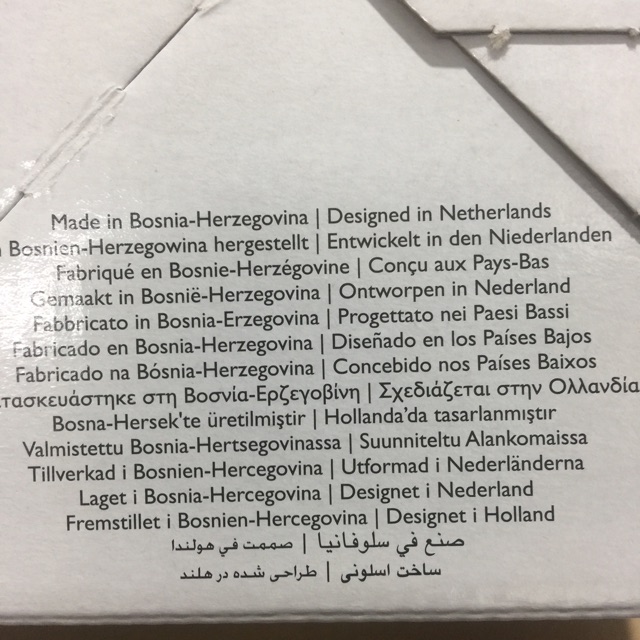 Made in Bosnia-Herzegovina | Designed in Netherlands
Bosnien-Herzegowina hergestellt | Entwickelt in den Niederlanden
Fabriqué en Bosnie-Herzégovine | Conçu aux Pays-Bas
Gemaakt in Bosnië-Herzegovina | Ontworpen in Nederland
Fabbricato in Bosnia-Erzegovina | Progettato nei Paesi Bassi
Fabricado en Bosnia-Herzegovina | Diseñado en los Países Bajos
Fabricado na Bósnia-Herzegovina | Concebido nos Países Baixos
τασκευάστηκε στη Βοσνία-Ερζεγοβίνη | Σχεδιάζεται στην Ολλανδία
Bosna-Hersek'te üretilmiştir | Hollanda'da tasarlanmıştır
Valmistettu Bosnia-Hertsegovinassa | Suunniteltu Alankomaissa
Tillverkad i Bosnien-Hercegovina | Utformad i Nederländerna
Laget i Bosnia-Hercegovina | Designet i Nederland
Fremstillet i Bosnien-Hercegovina | Designet i Holland
صنع في سلوفانيا | صممت في هولندا
ساخت اسلونی | طراحی شده در هلند